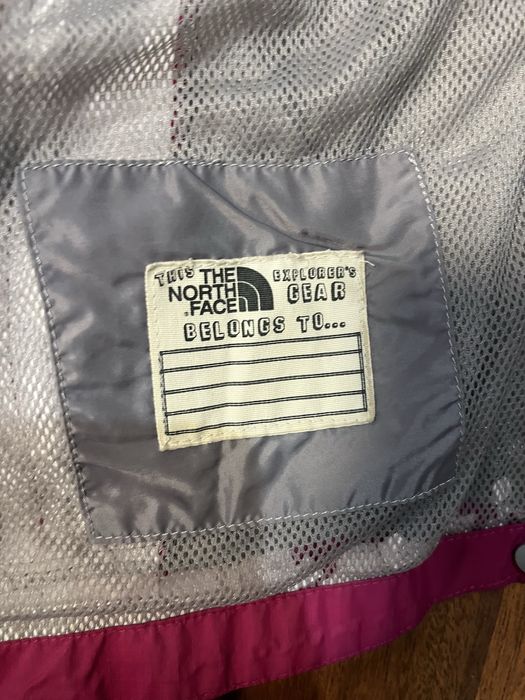 THIS THE NORTH FACE EXPLORER'S GEAR
BELONGS TO...